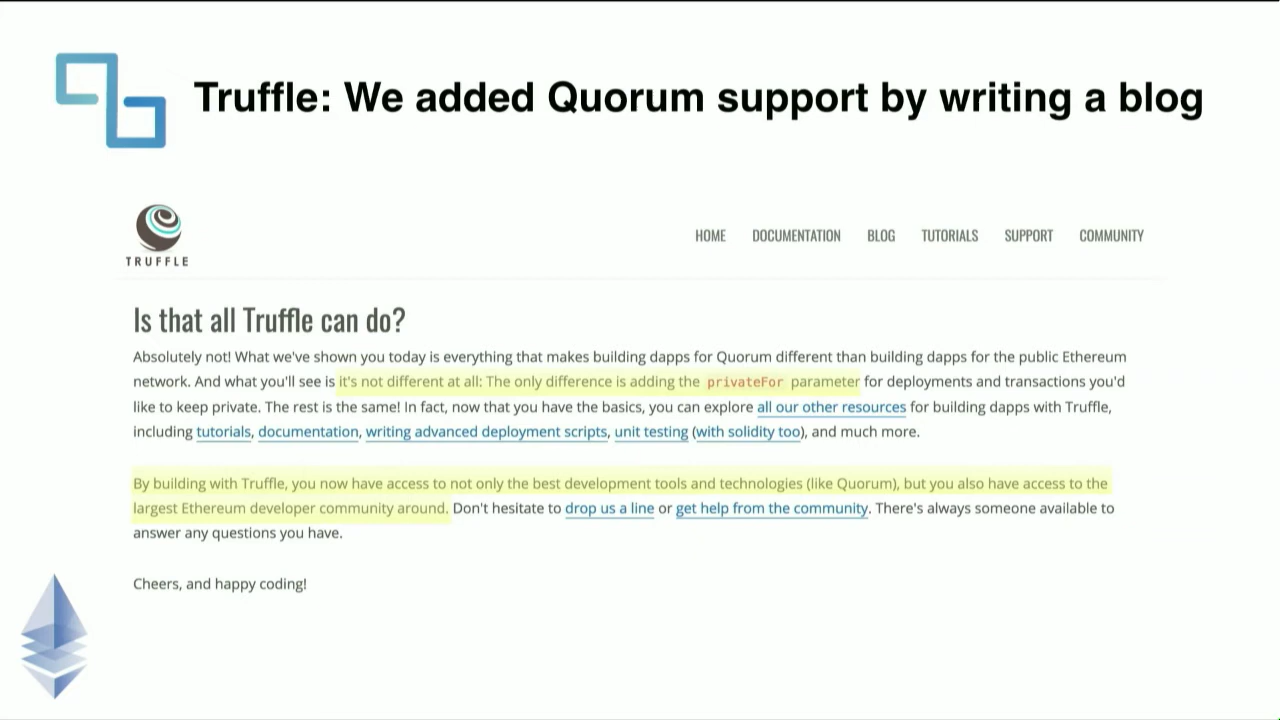 Truffle: We added Quorum support by writing a blog
TRUFFLE
HOME DOCUMENTATION BLOG TUTORIALS SUPPORT COMMUNITY
Is that all Truffle can do?
Absolutely not! What we've shown you today is everything that makes building dapps for Quorum different than building dapps for the public Ethereum
network. And what you'll see is it's not different at all: The only difference is adding the privateFor parameter for deployments and transactions you'd
like to keep private. The rest is the same! In fact, now that you have the basics, you can explore all our other resources for building dapps with Truffle,
including tutorials, documentation, writing advanced deployment scripts, unit testing (with solidity too), and much more.
By building with Truffle, you now have access to not only the best development tools and technologies (like Quorum), but you also have access to the
largest Ethereum developer community around. Don't hesitate to drop us a line or get help from the community. There's always someone available to
answer any questions you have.
Cheers, and happy coding!